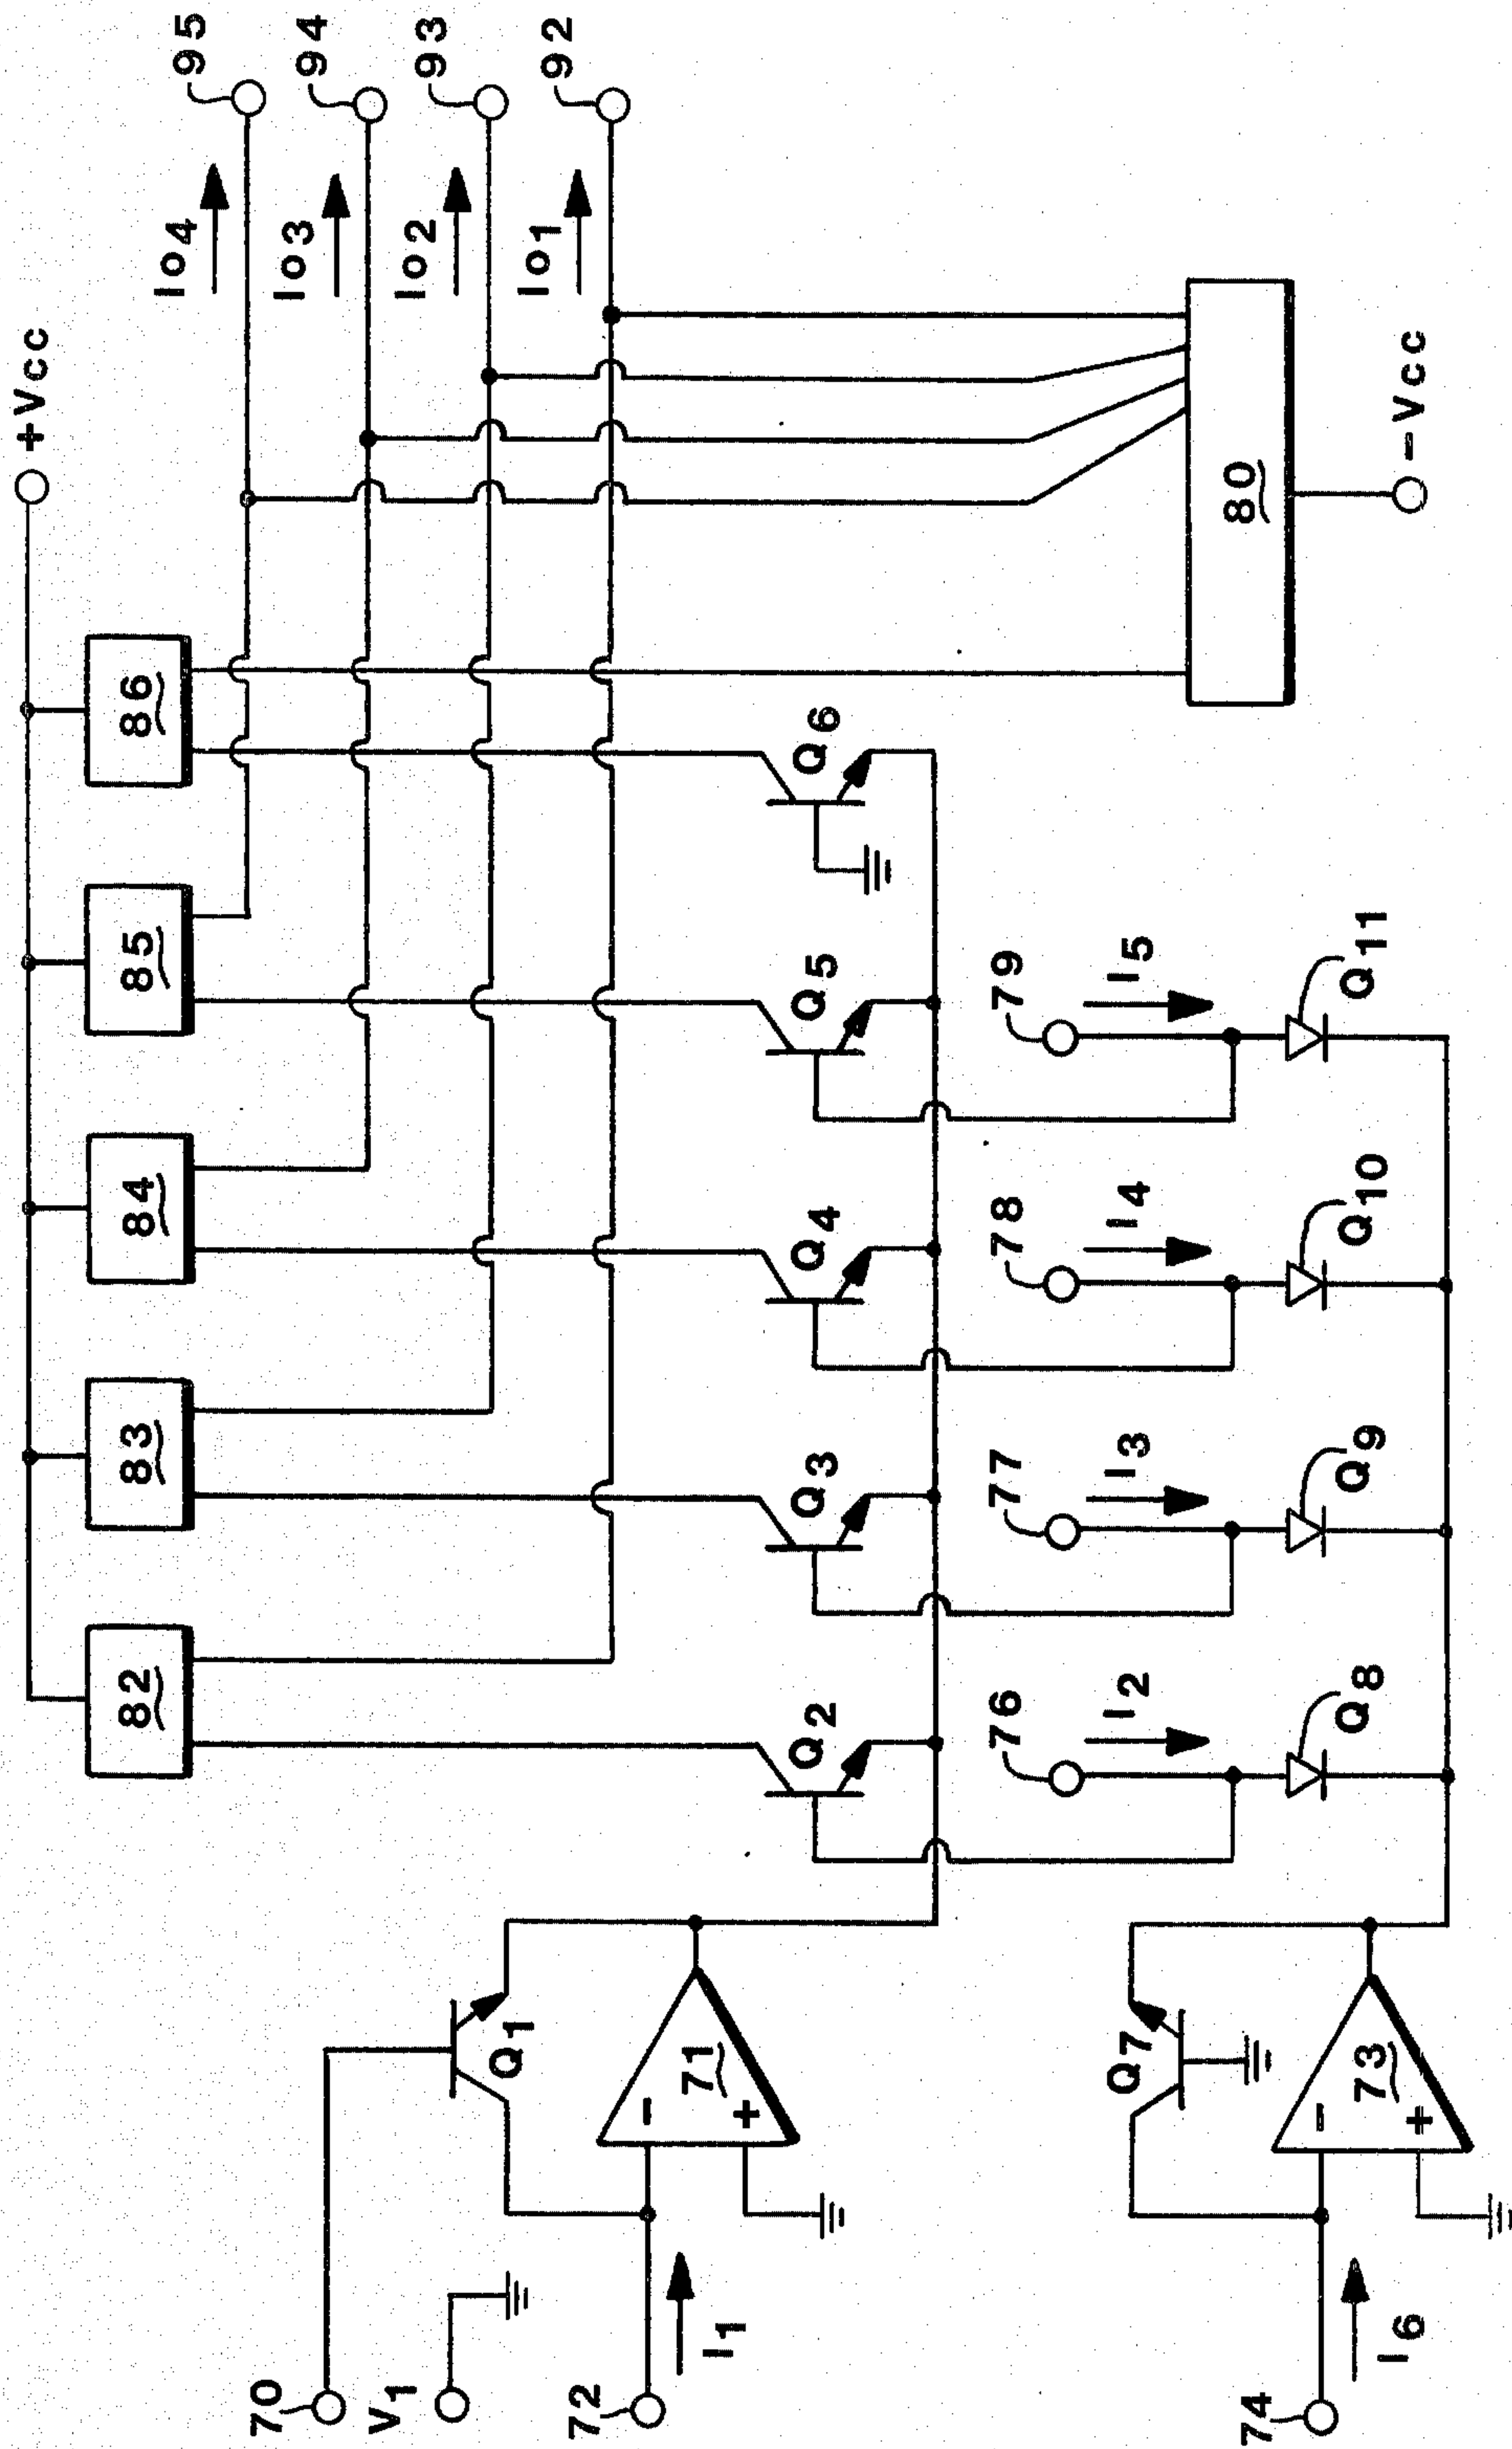 +Vcc
82
83
84
85
86
95
94
93
92
Io4
Io3
Io2
Io1
70
V1
72
I1
Q1
71
−
+
Q2
Q3
Q4
Q5
Q6
76
77
78
79
I2
I3
I4
I5
Q8
Q9
Q10
Q11
80
−Vcc
74
I6
Q7
73
−
+